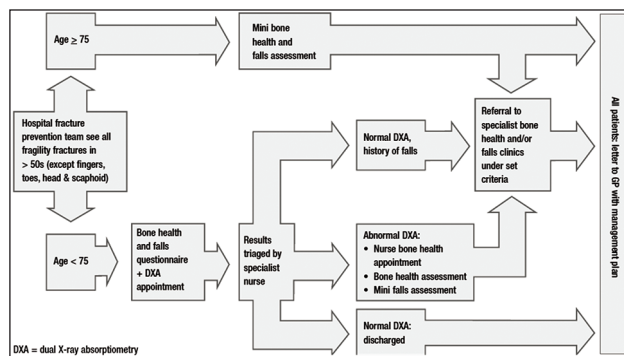 Age ≥ 75
Mini bone
health and
falls assessment
Hospital fracture
prevention team see all
fragility fractures in
> 50s (except fingers,
toes, head & scaphoid)
Age < 75
Bone health
and falls
questionnaire
+ DXA
appointment
Results
triaged by
specialist
nurse
Normal DXA,
history of falls
Abnormal DXA:
• Nurse bone health
appointment
• Bone health assessment
• Mini falls assessment
Normal DXA:
discharged
Referral to
specialist bone
health and/or
falls clinics
under set
criteria
All patients: letter to GP with management plan
DXA = dual X-ray absorptiometry